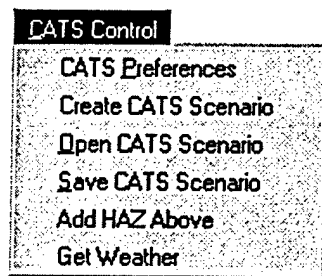 CATS Control
CATS Preferences
Create CATS Scenario
Open CATS Scenario
Save CATS Scenario
Add HAZ Above
Get Weather